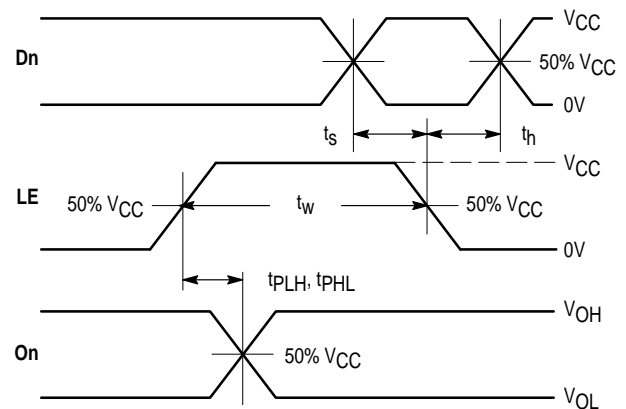 VCC
Dn
50% VCC
0V
tS
th
VCC
LE
50% VCC
tW
50% VCC
0V
tPLH, tPHL
VOH
On
50% VCC
VOL